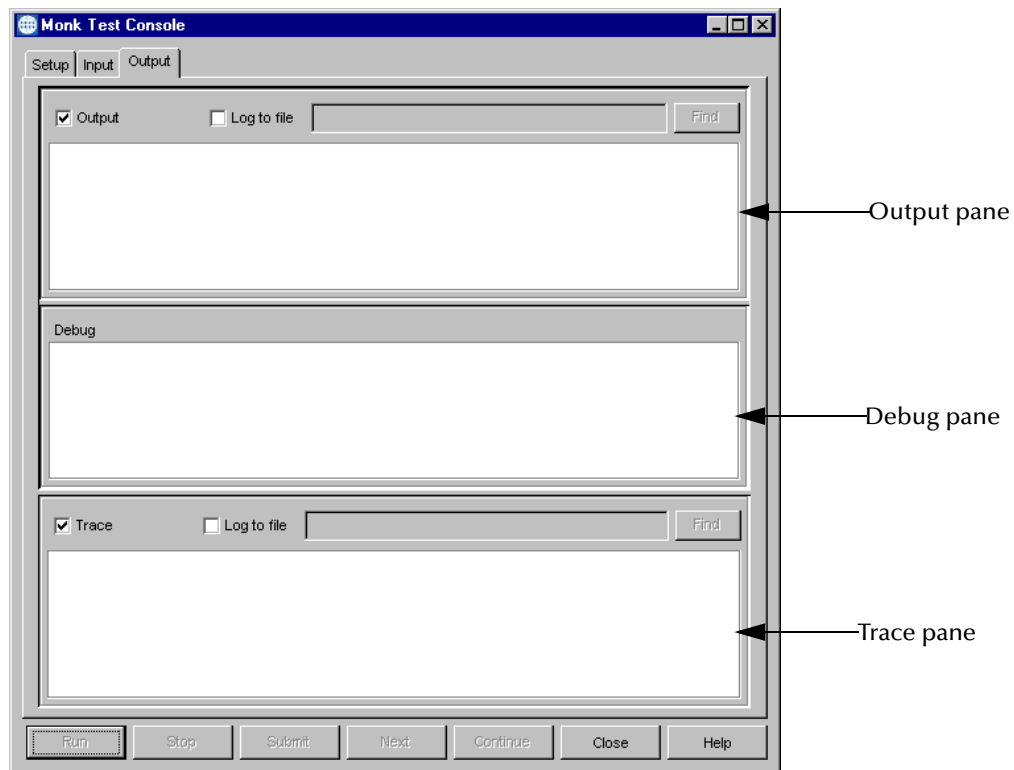 Monk Test Console
Setup Input Output
Output Log to file Find
Output pane
Debug
Debug pane
Trace Log to file Find
Trace pane
Run Stop Submit Next Continue Close Help